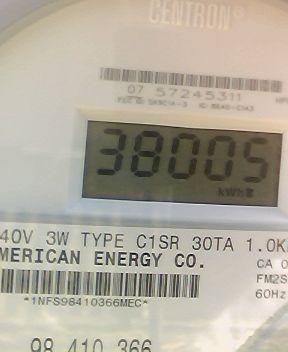 CENTRON®
07 57245311
38005
kWh
40V 3W TYPE C1SR 30TA 1.0K
MERICAN ENERGY CO.
CA 0
FM2S
*1NFS98410366MEC*
60Hz
98 410 366